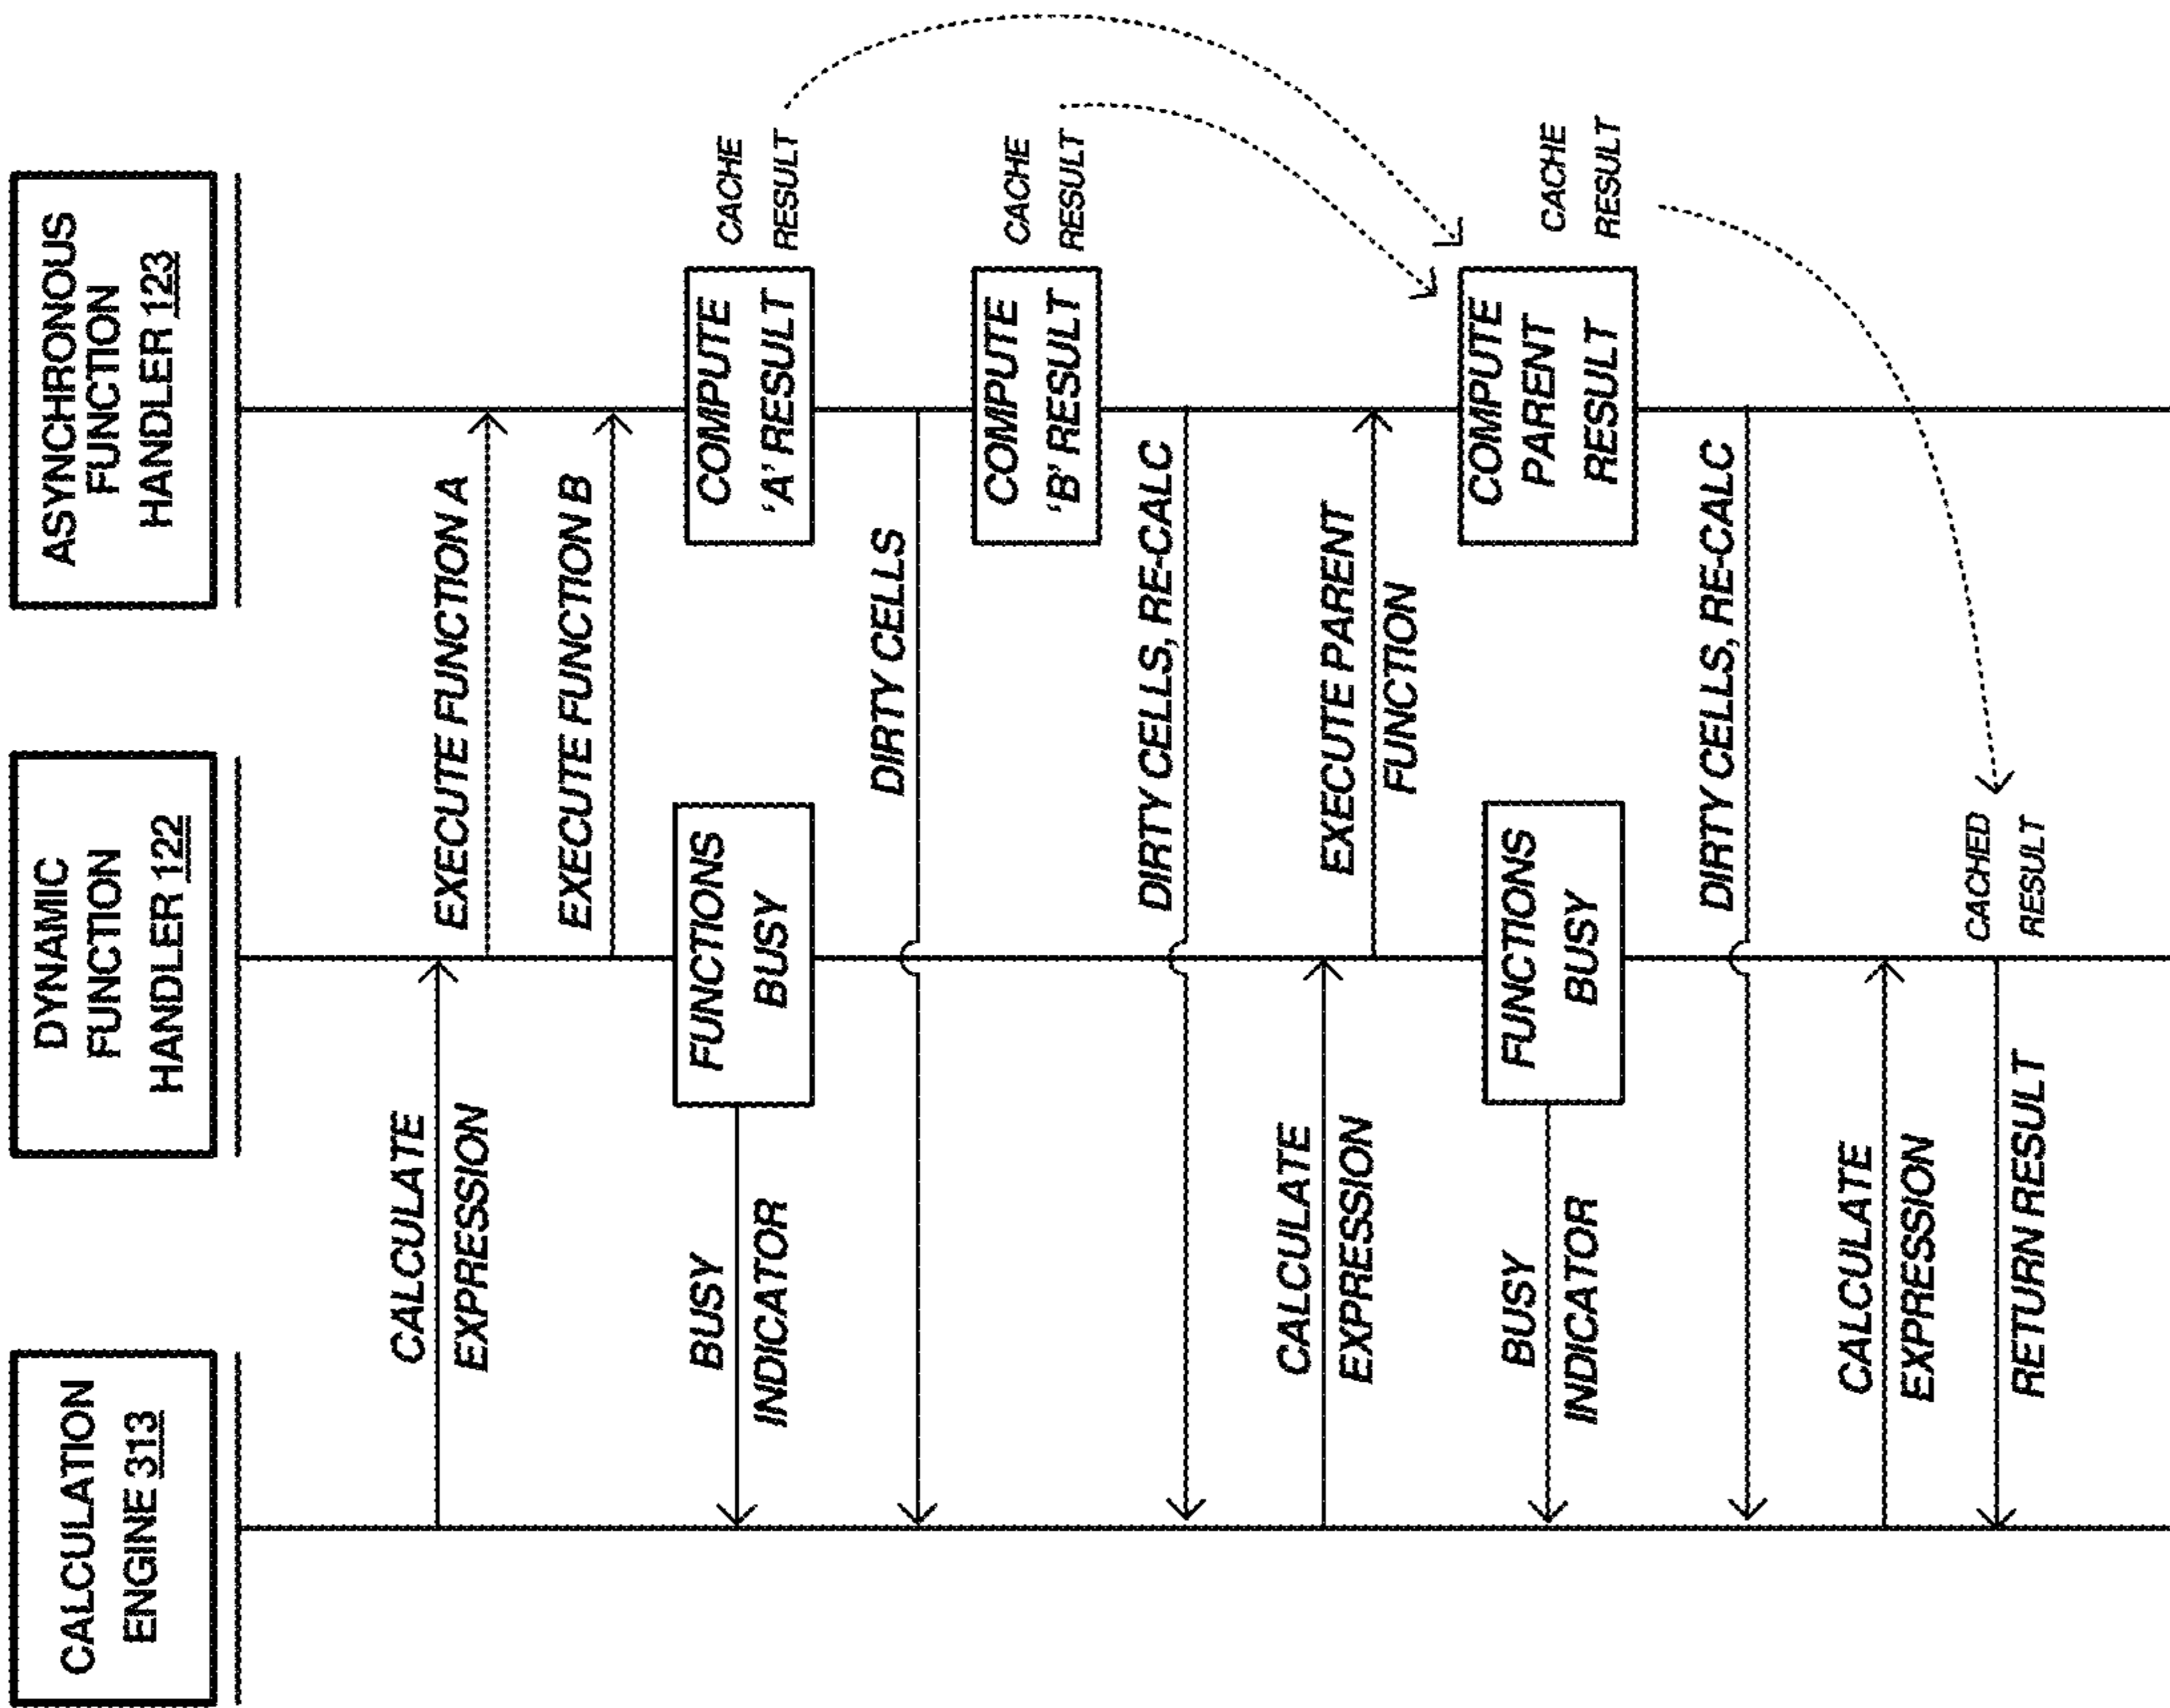 CALCULATION
ENGINE 313
DYNAMIC
FUNCTION
HANDLER 122
ASYNCHRONOUS
FUNCTION
HANDLER 123
CALCULATE
EXPRESSION
EXECUTE FUNCTION A
EXECUTE FUNCTION B
BUSY
INDICATOR
FUNCTIONS
BUSY
COMPUTE
'A' RESULT
CACHE
RESULT
DIRTY CELLS
COMPUTE
'B' RESULT
CACHE
RESULT
DIRTY CELLS, RE-CALC
CALCULATE
EXPRESSION
EXECUTE PARENT
FUNCTION
BUSY
INDICATOR
FUNCTIONS
BUSY
COMPUTE
PARENT
RESULT
CACHE
RESULT
DIRTY CELLS, RE-CALC
CALCULATE
EXPRESSION
CACHED
RESULT
RETURN RESULT